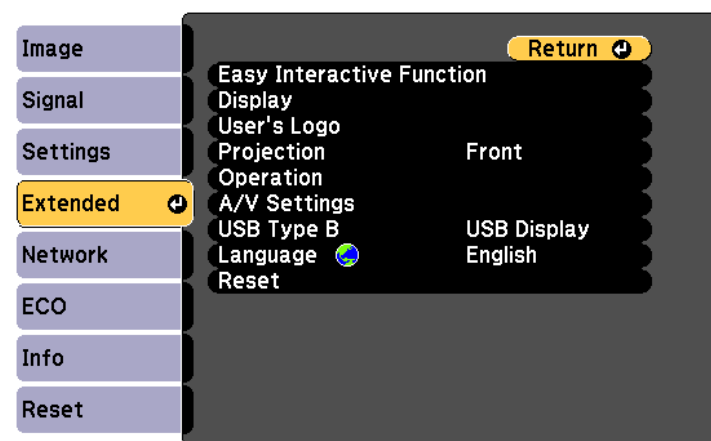 Image
Signal
Settings
Extended
Network
ECO
Info
Reset
Return
Easy Interactive Function
Display
User's Logo
Projection Front
Operation
A/V Settings
USB Type B USB Display
Language English
Reset